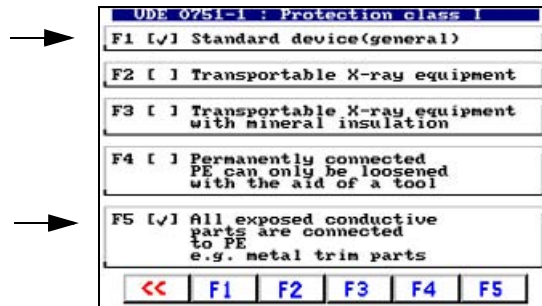 UDE 0751-1 : Protection class I
F1 [√] Standard device(general)
F2 [ ] Transportable X-ray equipment
F3 [ ] Transportable X-ray equipment
with mineral insulation
F4 [ ] Permanently connected
PE can only be loosened
with the aid of a tool
F5 [√] All exposed conductive
parts are connected
to PE
e.g. metal trim parts
<< F1 F2 F3 F4 F5